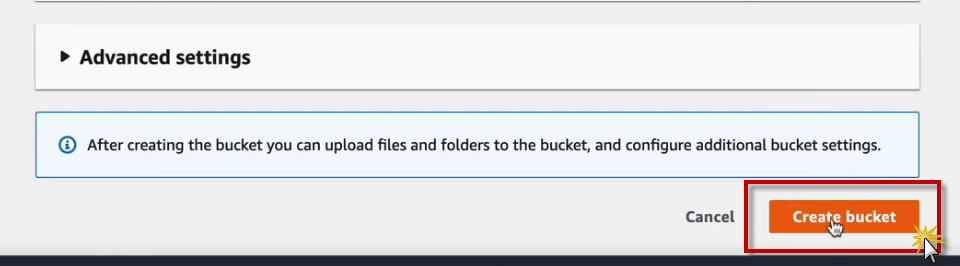 Advanced settings
After creating the bucket you can upload files and folders to the bucket, and configure additional bucket settings.
Cancel Create bucket